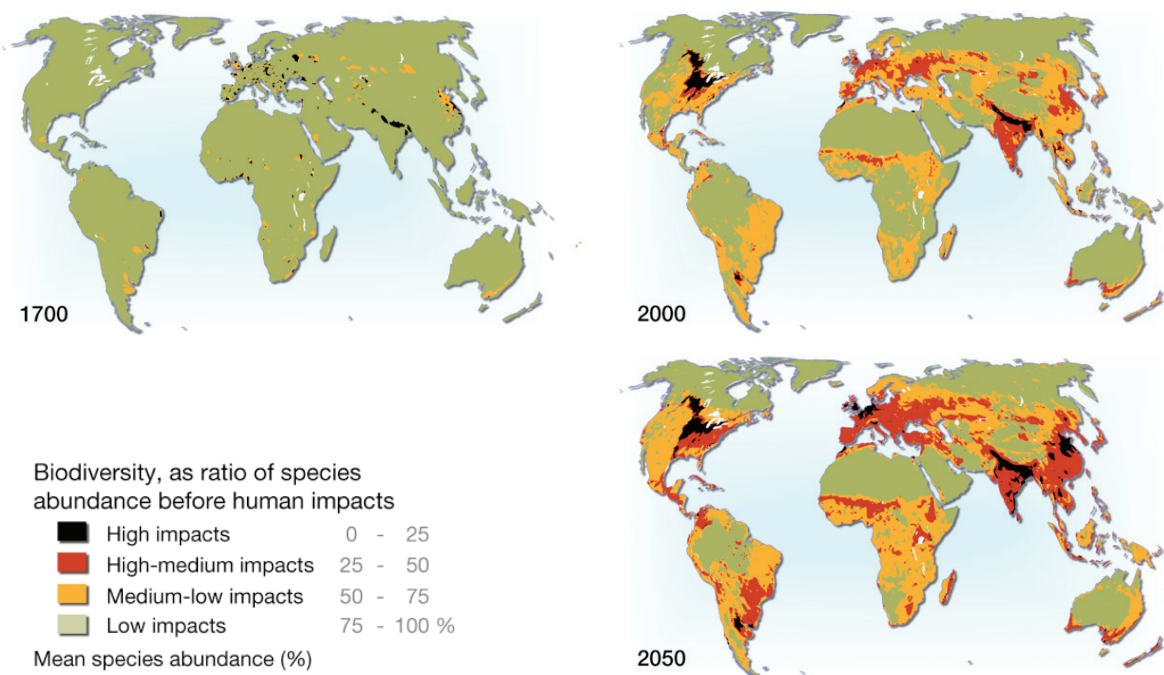 1700
2000
Biodiversity, as ratio of species
abundance before human impacts
High impacts 0 - 25
High-medium impacts 25 - 50
Medium-low impacts 50 - 75
Low impacts 75 - 100 %
Mean species abundance (%)
2050